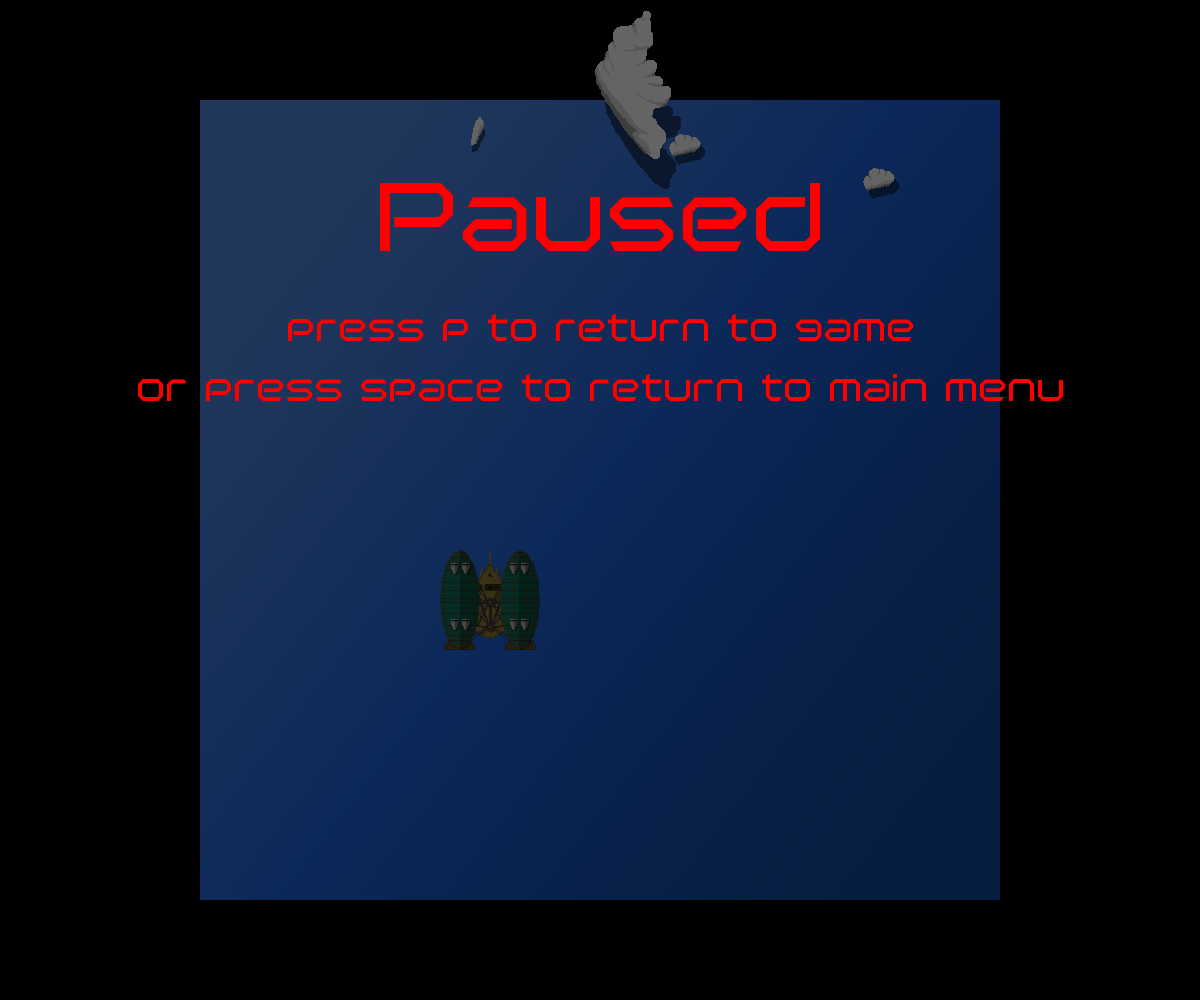 Paused
press p to return to game
or press space to return to main menu